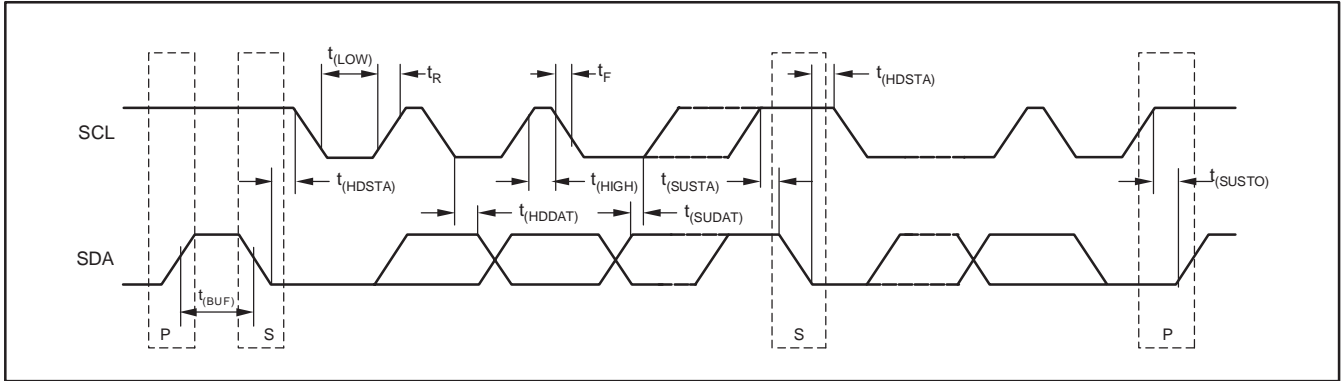 t(LOW)
tR
tF
t(HDSTA)
SCL
t(HDSTA)
t(HIGH)
t(SUSTA)
t(SUSTO)
t(HDDAT)
t(SUDAT)
SDA
t(BUF)
P
S
S
P